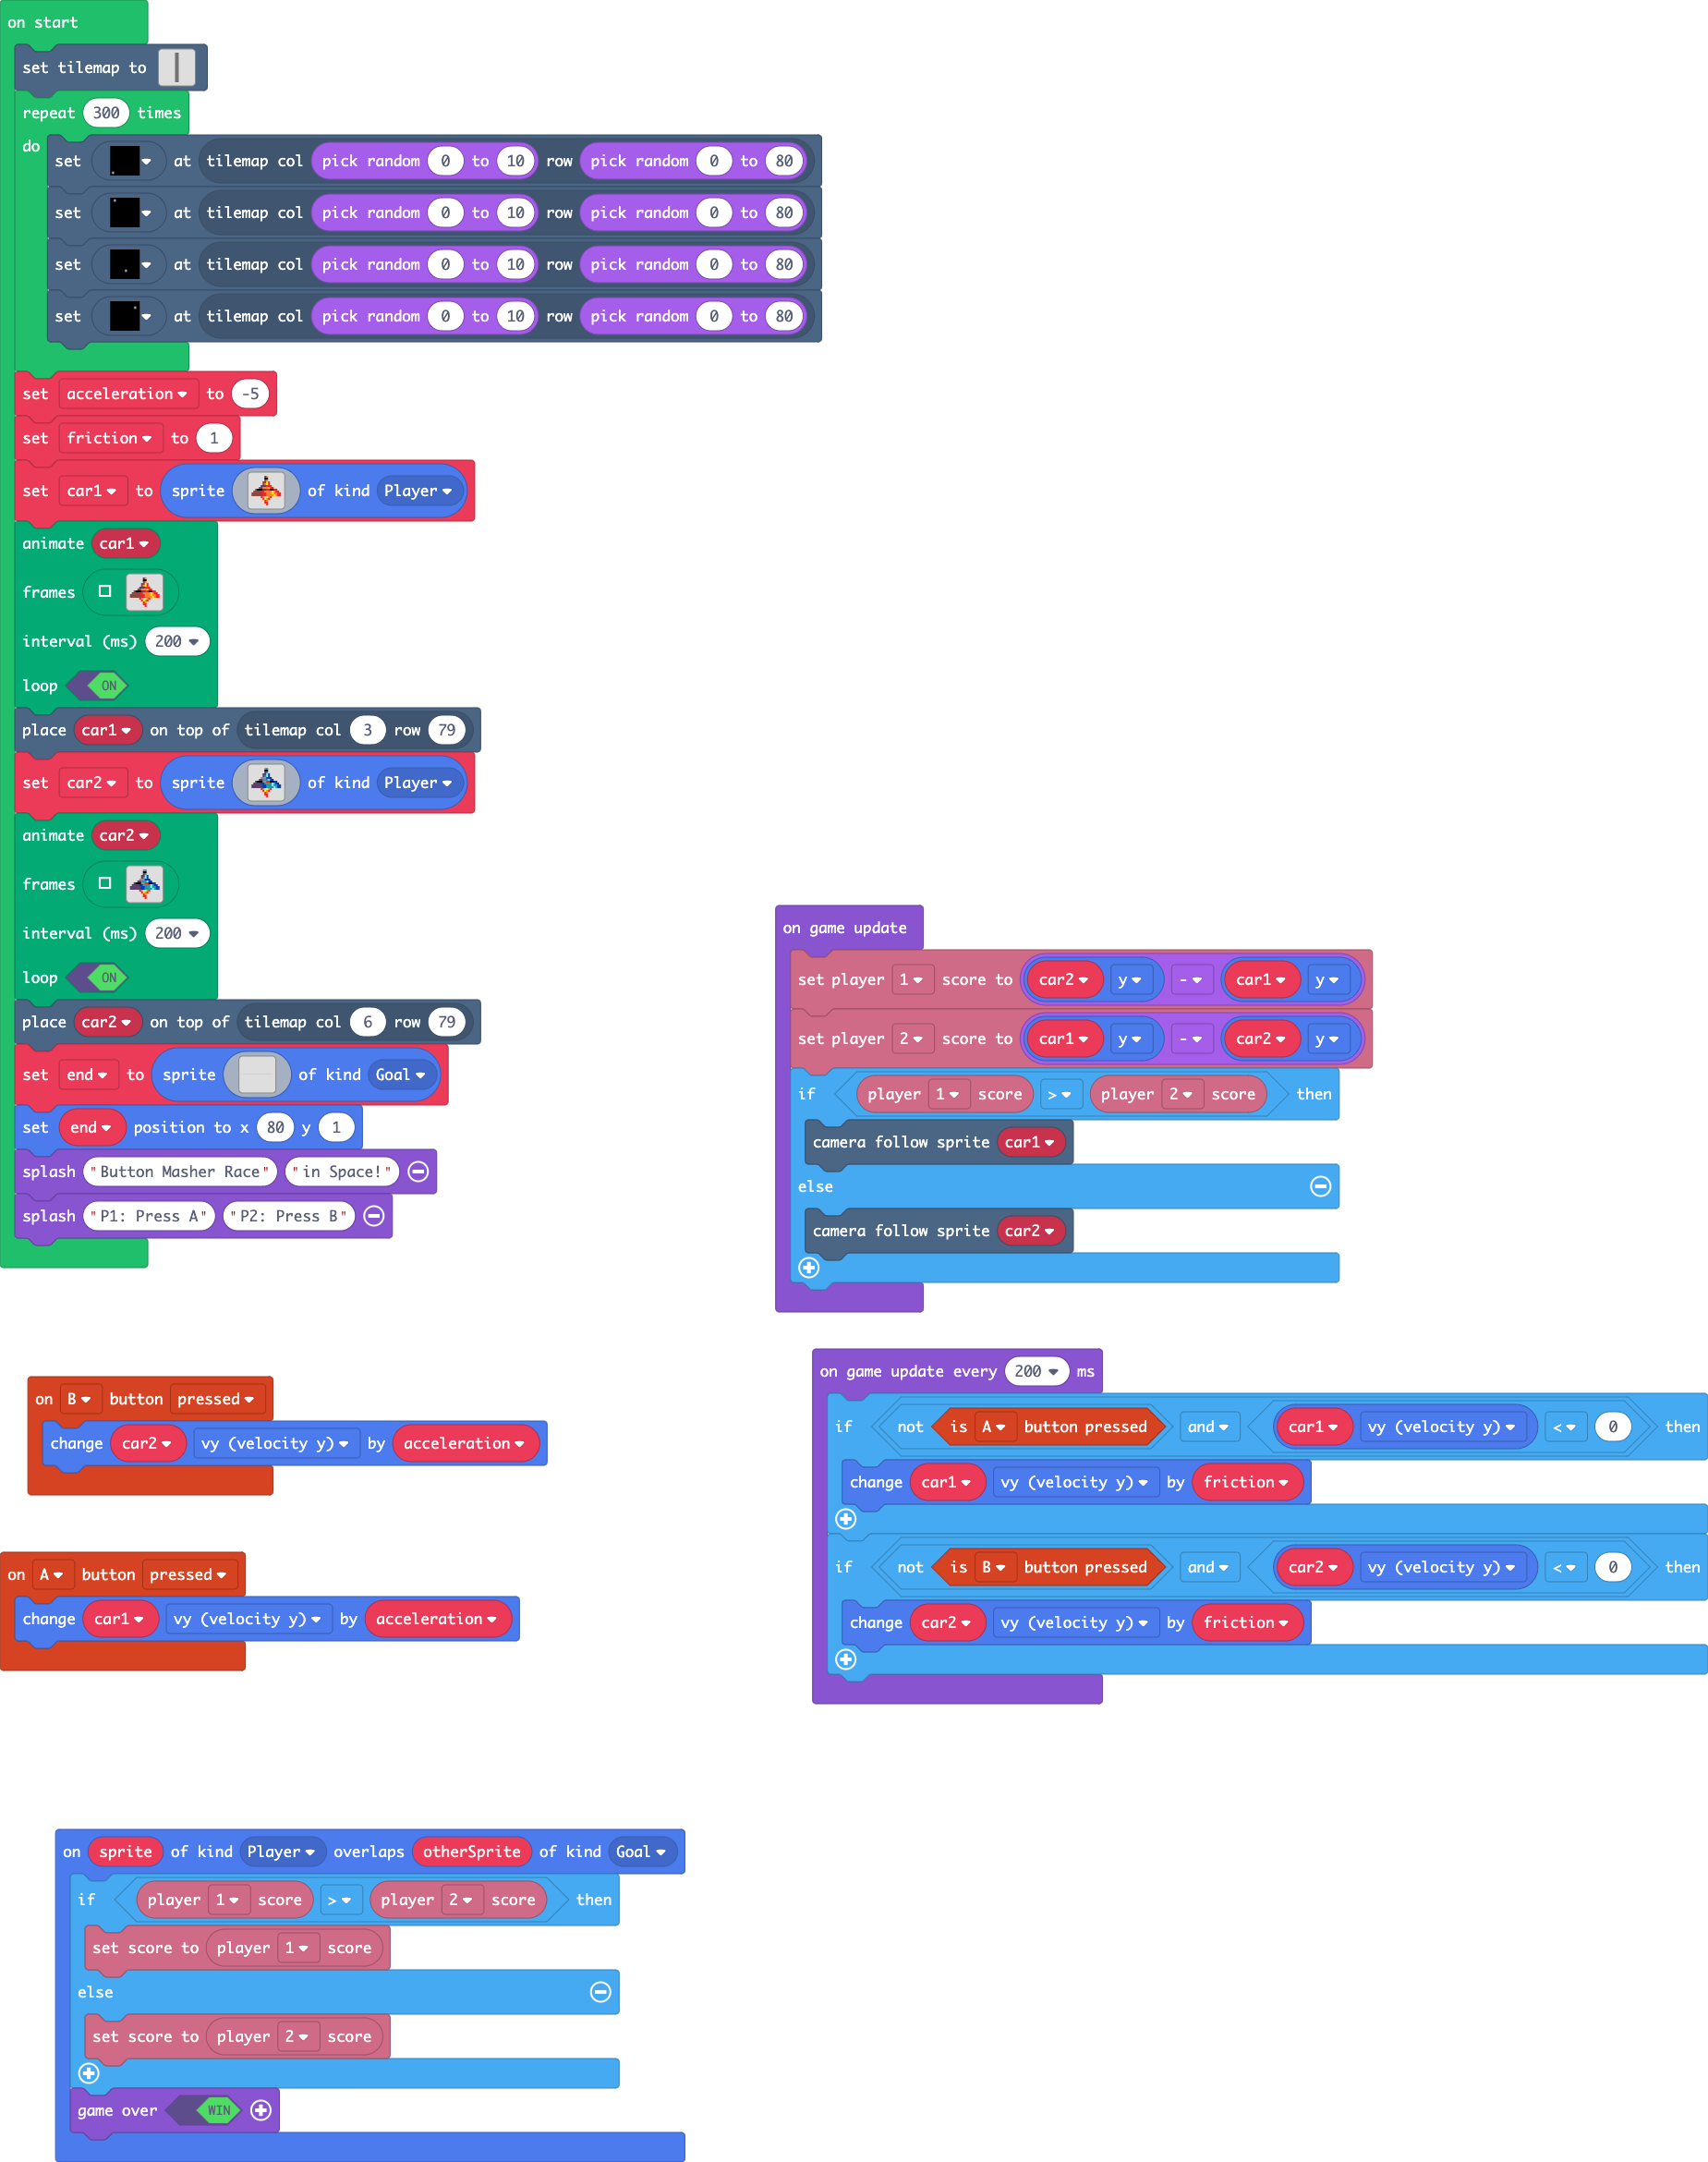 on start
set tilemap to
repeat 300 times
do
set at tilemap col pick random 0 to 10 row pick random 0 to 80
set at tilemap col pick random 0 to 10 row pick random 0 to 80
set at tilemap col pick random 0 to 10 row pick random 0 to 80
set at tilemap col pick random 0 to 10 row pick random 0 to 80
set acceleration to -5
set friction to 1
set car1 to sprite of kind Player
animate car1
frames
interval (ms) 200
loop ON
place car1 on top of tilemap col 3 row 79
set car2 to sprite of kind Player
animate car2
frames
interval (ms) 200
loop ON
place car2 on top of tilemap col 6 row 79
set end to sprite of kind Goal
set end position to x 80 y 1
splash "Button Masher Race" "in Space!"
splash "P1: Press A" "P2: Press B"
on game update
set player 1 score to car2 y - car1 y
set player 2 score to car1 y - car2 y
if player 1 score > player 2 score then
camera follow sprite car1
else
camera follow sprite car2
on B button pressed
change car2 vy (velocity y) by acceleration
on A button pressed
change car1 vy (velocity y) by acceleration
on game update every 200 ms
if not is A button pressed and car1 vy (velocity y) < 0 then
change car1 vy (velocity y) by friction
if not is B button pressed and car2 vy (velocity y) < 0 then
change car2 vy (velocity y) by friction
on sprite of kind Player overlaps otherSprite of kind Goal
if player 1 score > player 2 score then
set score to player 1 score
else
set score to player 2 score
game over WIN